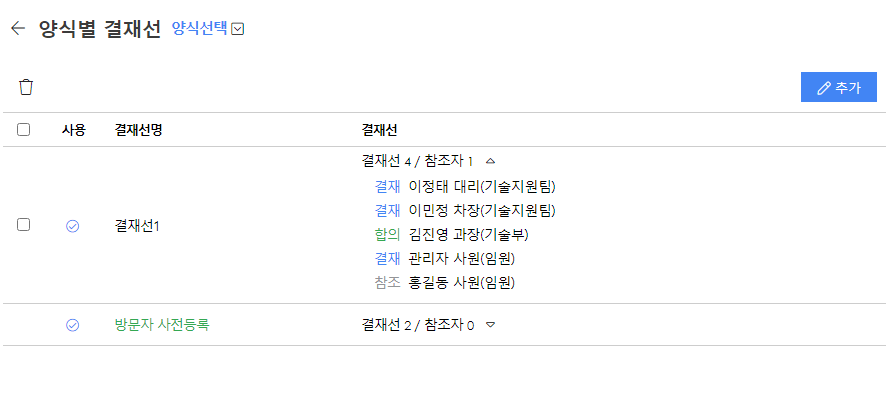 양식별 결재선 양식선택
추가
사용 결재선명 결재선
결재선 4 / 참조자 1
결재 이정태 대리(기술지원팀)
결재 이민정 차장(기술지원팀)
결재선1
합의 김진영 과장(기술부)
결재 관리자 사원(임원)
참조 홍길동 사원(임원)
방문자 사전등록 결재선 2 / 참조자 0